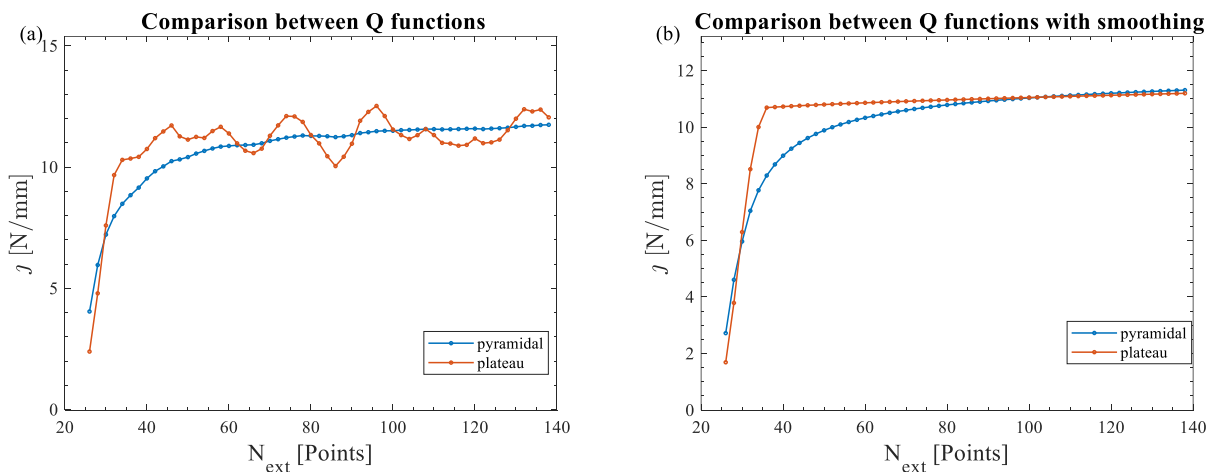 Comparison between Q functions
(a)
15
10
5
0
J [N/mm]
20 40 60 80 100 120 140
N_ext [Points]
pyramidal
plateau
Comparison between Q functions with smoothing
(b)
12
10
8
6
4
2
0
J [N/mm]
20 40 60 80 100 120 140
N_ext [Points]
pyramidal
plateau